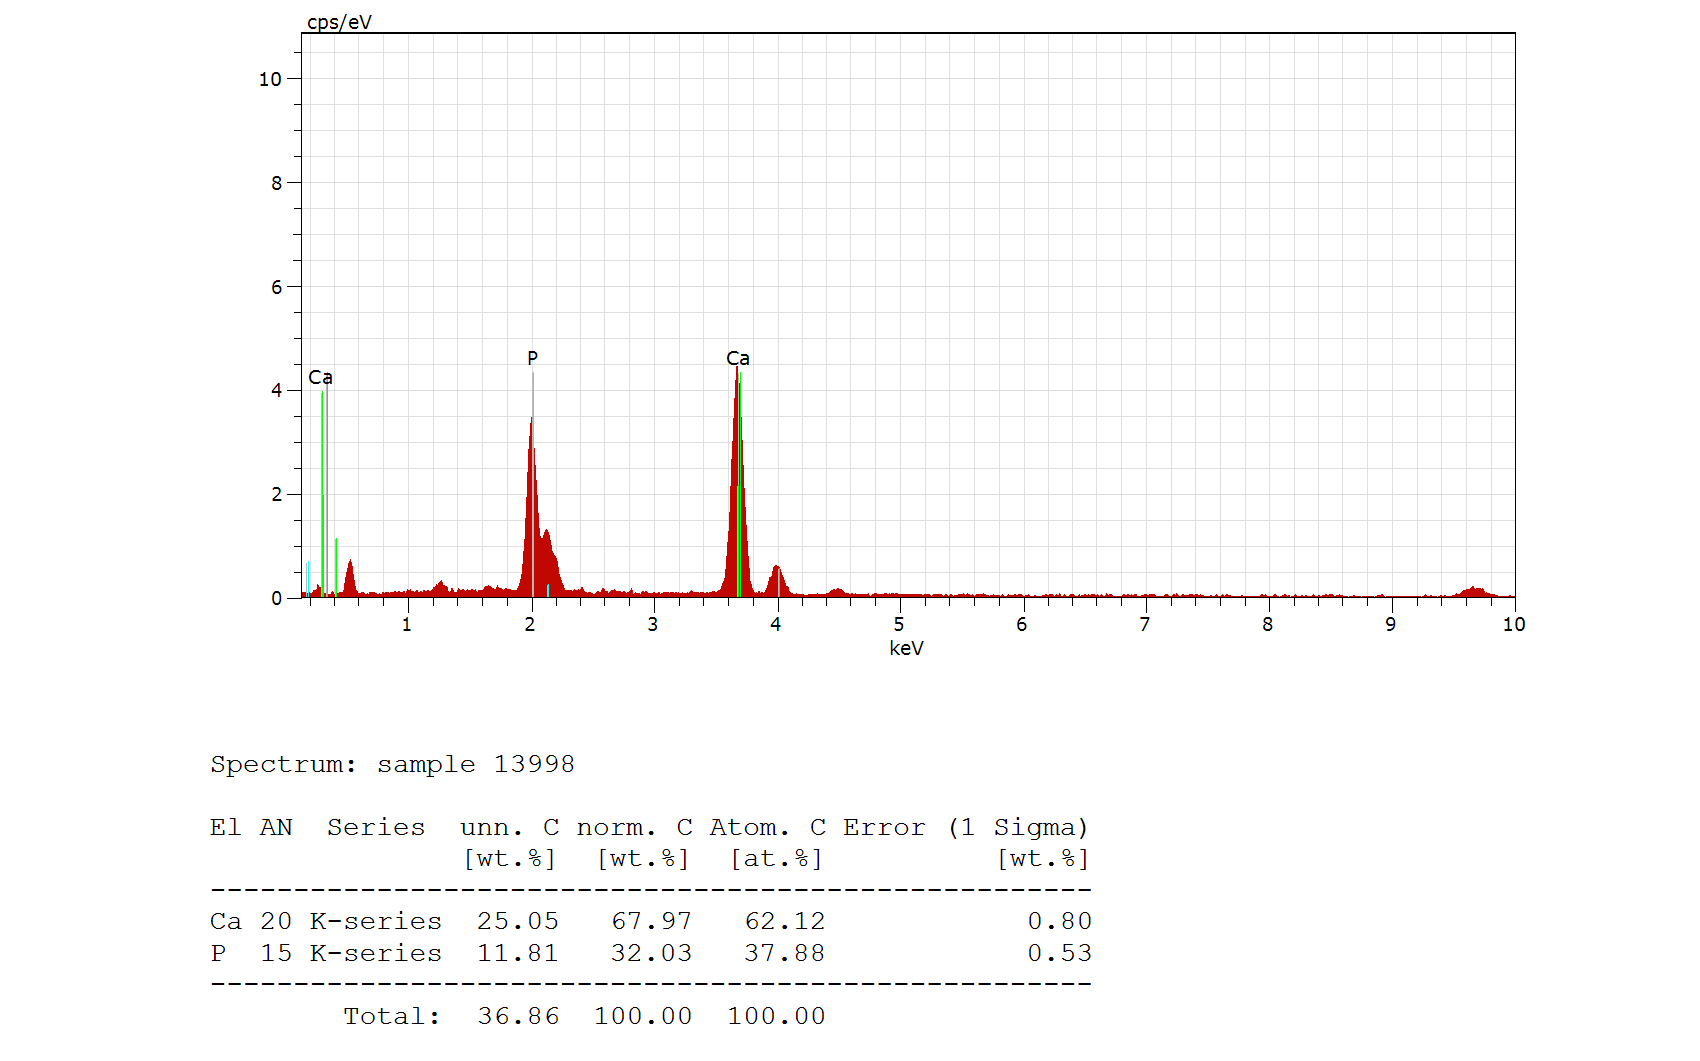 cps/eV
10
8
6
4
2
0
Ca
P
Ca
1 2 3 4 5 6 7 8 9 10
keV
Spectrum: sample 13998
El AN Series unn. C norm. C Atom. C Error (1 Sigma)
[wt.%] [wt.%] [at.%] [wt.%]
-----------------------------------------------------
Ca 20 K-series 25.05 67.97 62.12 0.80
P 15 K-series 11.81 32.03 37.88 0.53
-----------------------------------------------------
Total: 36.86 100.00 100.00